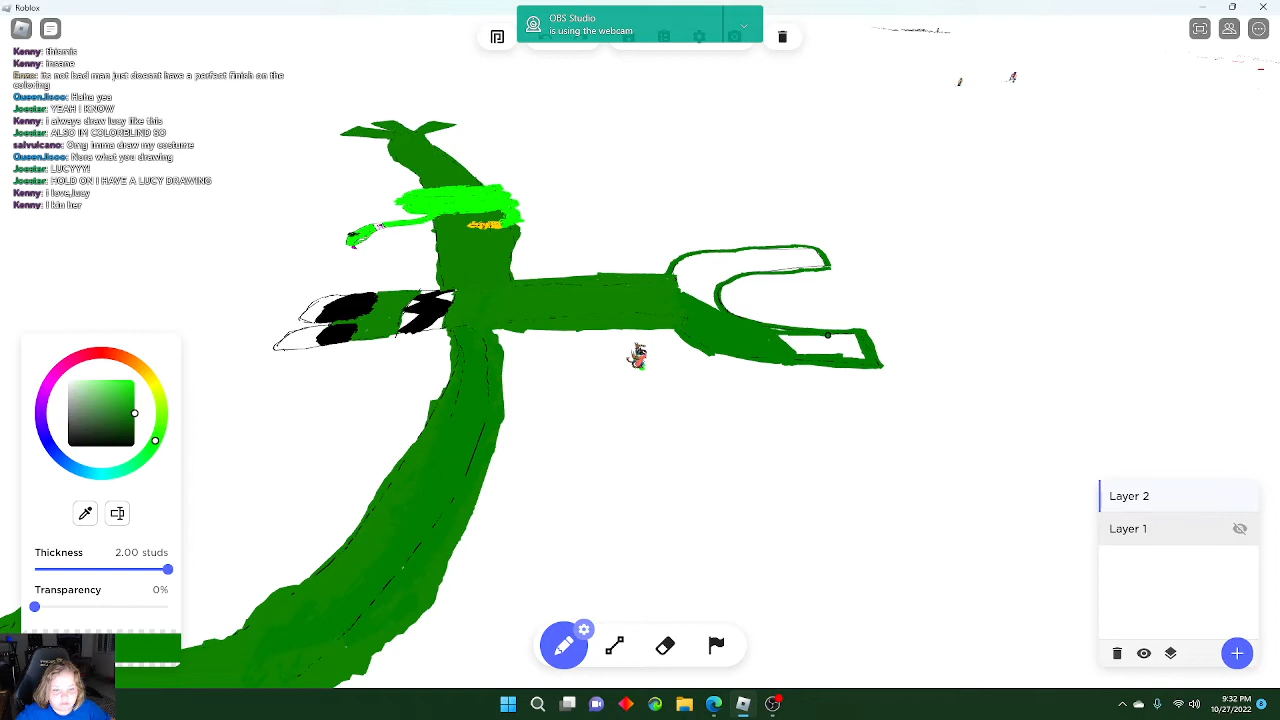 Roblox
OBS Studio
is using the webcam
Kenny: thismis
Kenny: insane
Enzo: its not bad man just doesnt have a perfect finish on the
coloring
QueenJisoo: Haha yea
Joestar: YEAH I KNOW
Kenny: i always draw lucy like this
Joestar: ALSO IM COLORBLIND SO
salvulcano: Omg imma draw my costume
QueenJisoo: Nora what you drawing
Joestar: LUCYYY!
Joestar: HOLD ON I HAVE A LUCY DRAWING
Kenny: i love,lucy
Kenny: I kin her
Thickness 2.00 studs
Transparency 0%
Layer 2
Layer 1
9:32 PM
10/27/2022